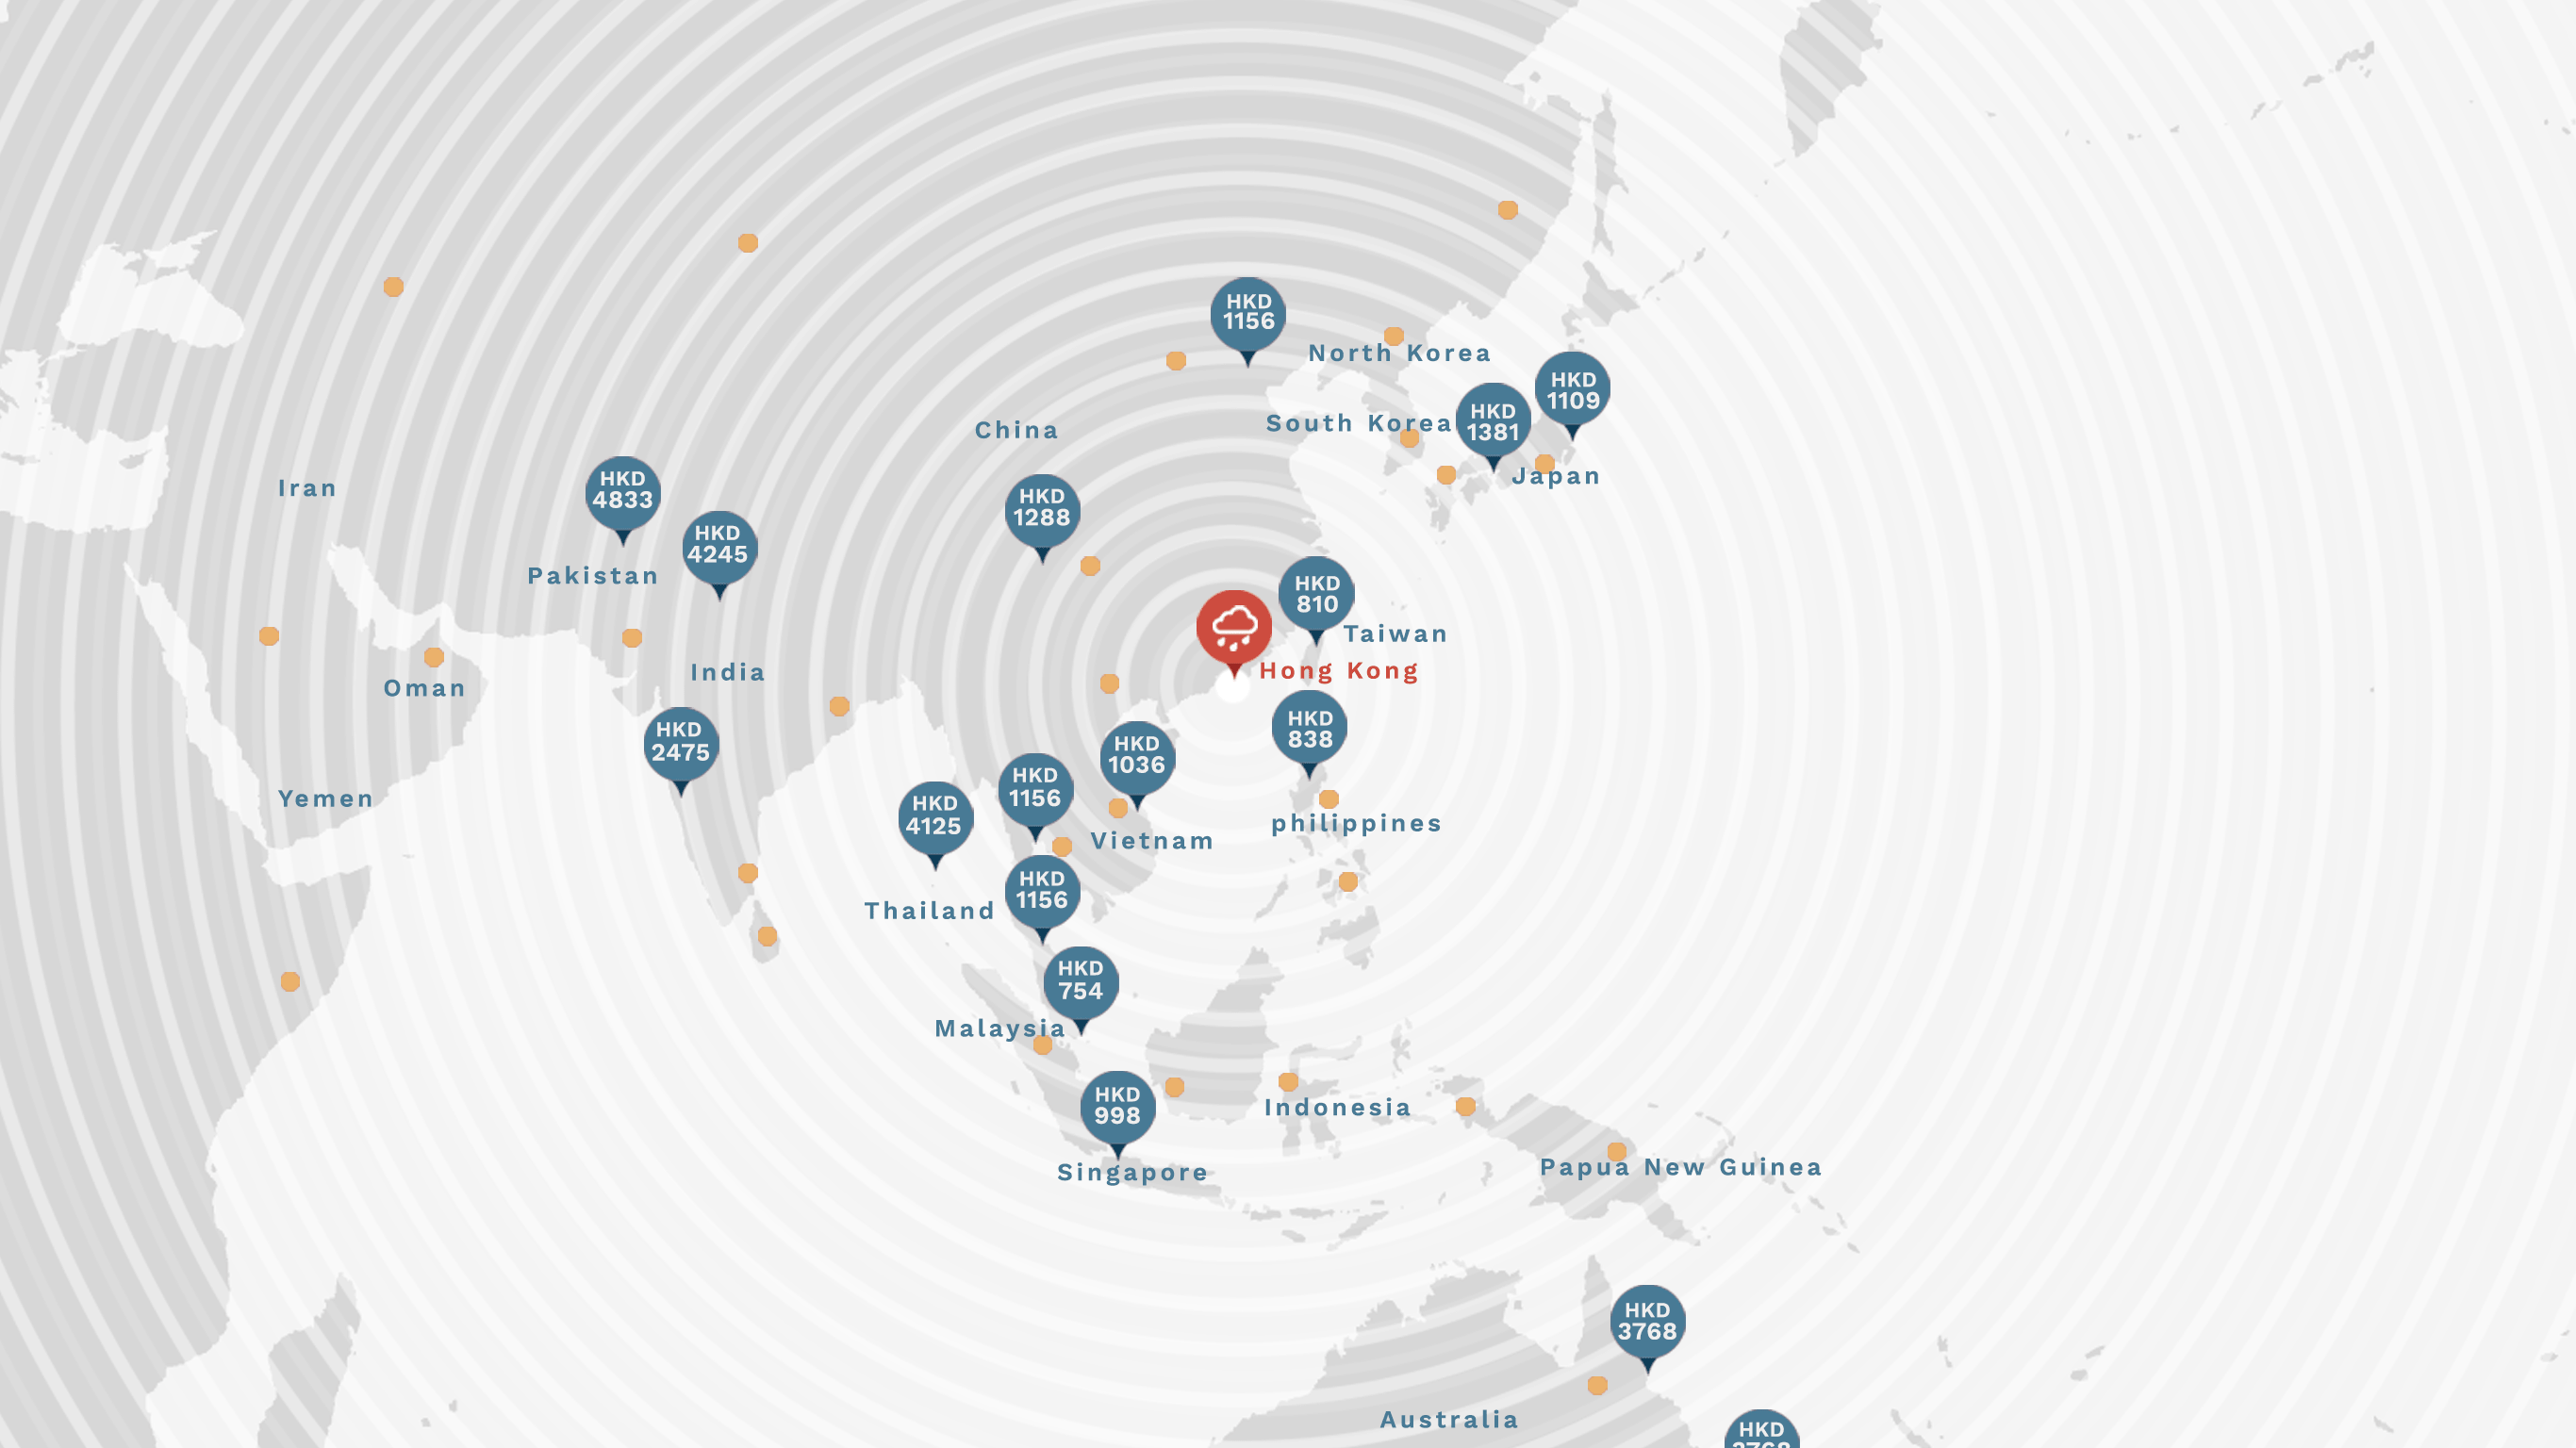 HKD
1156
North Korea
HKD
1109
HKD
1381
South Korea
China
Japan
Iran
HKD
4833
HKD
1288
HKD
4245
Pakistan
HKD
810
Taiwan
Hong Kong
India
Oman
HKD
2475
HKD
838
HKD
1036
HKD
1156
Yemen
HKD
4125
philippines
Vietnam
HKD
1156
Thailand
HKD
754
Malaysia
HKD
998
Indonesia
Singapore
Papua New Guinea
HKD
3768
Australia
HKD